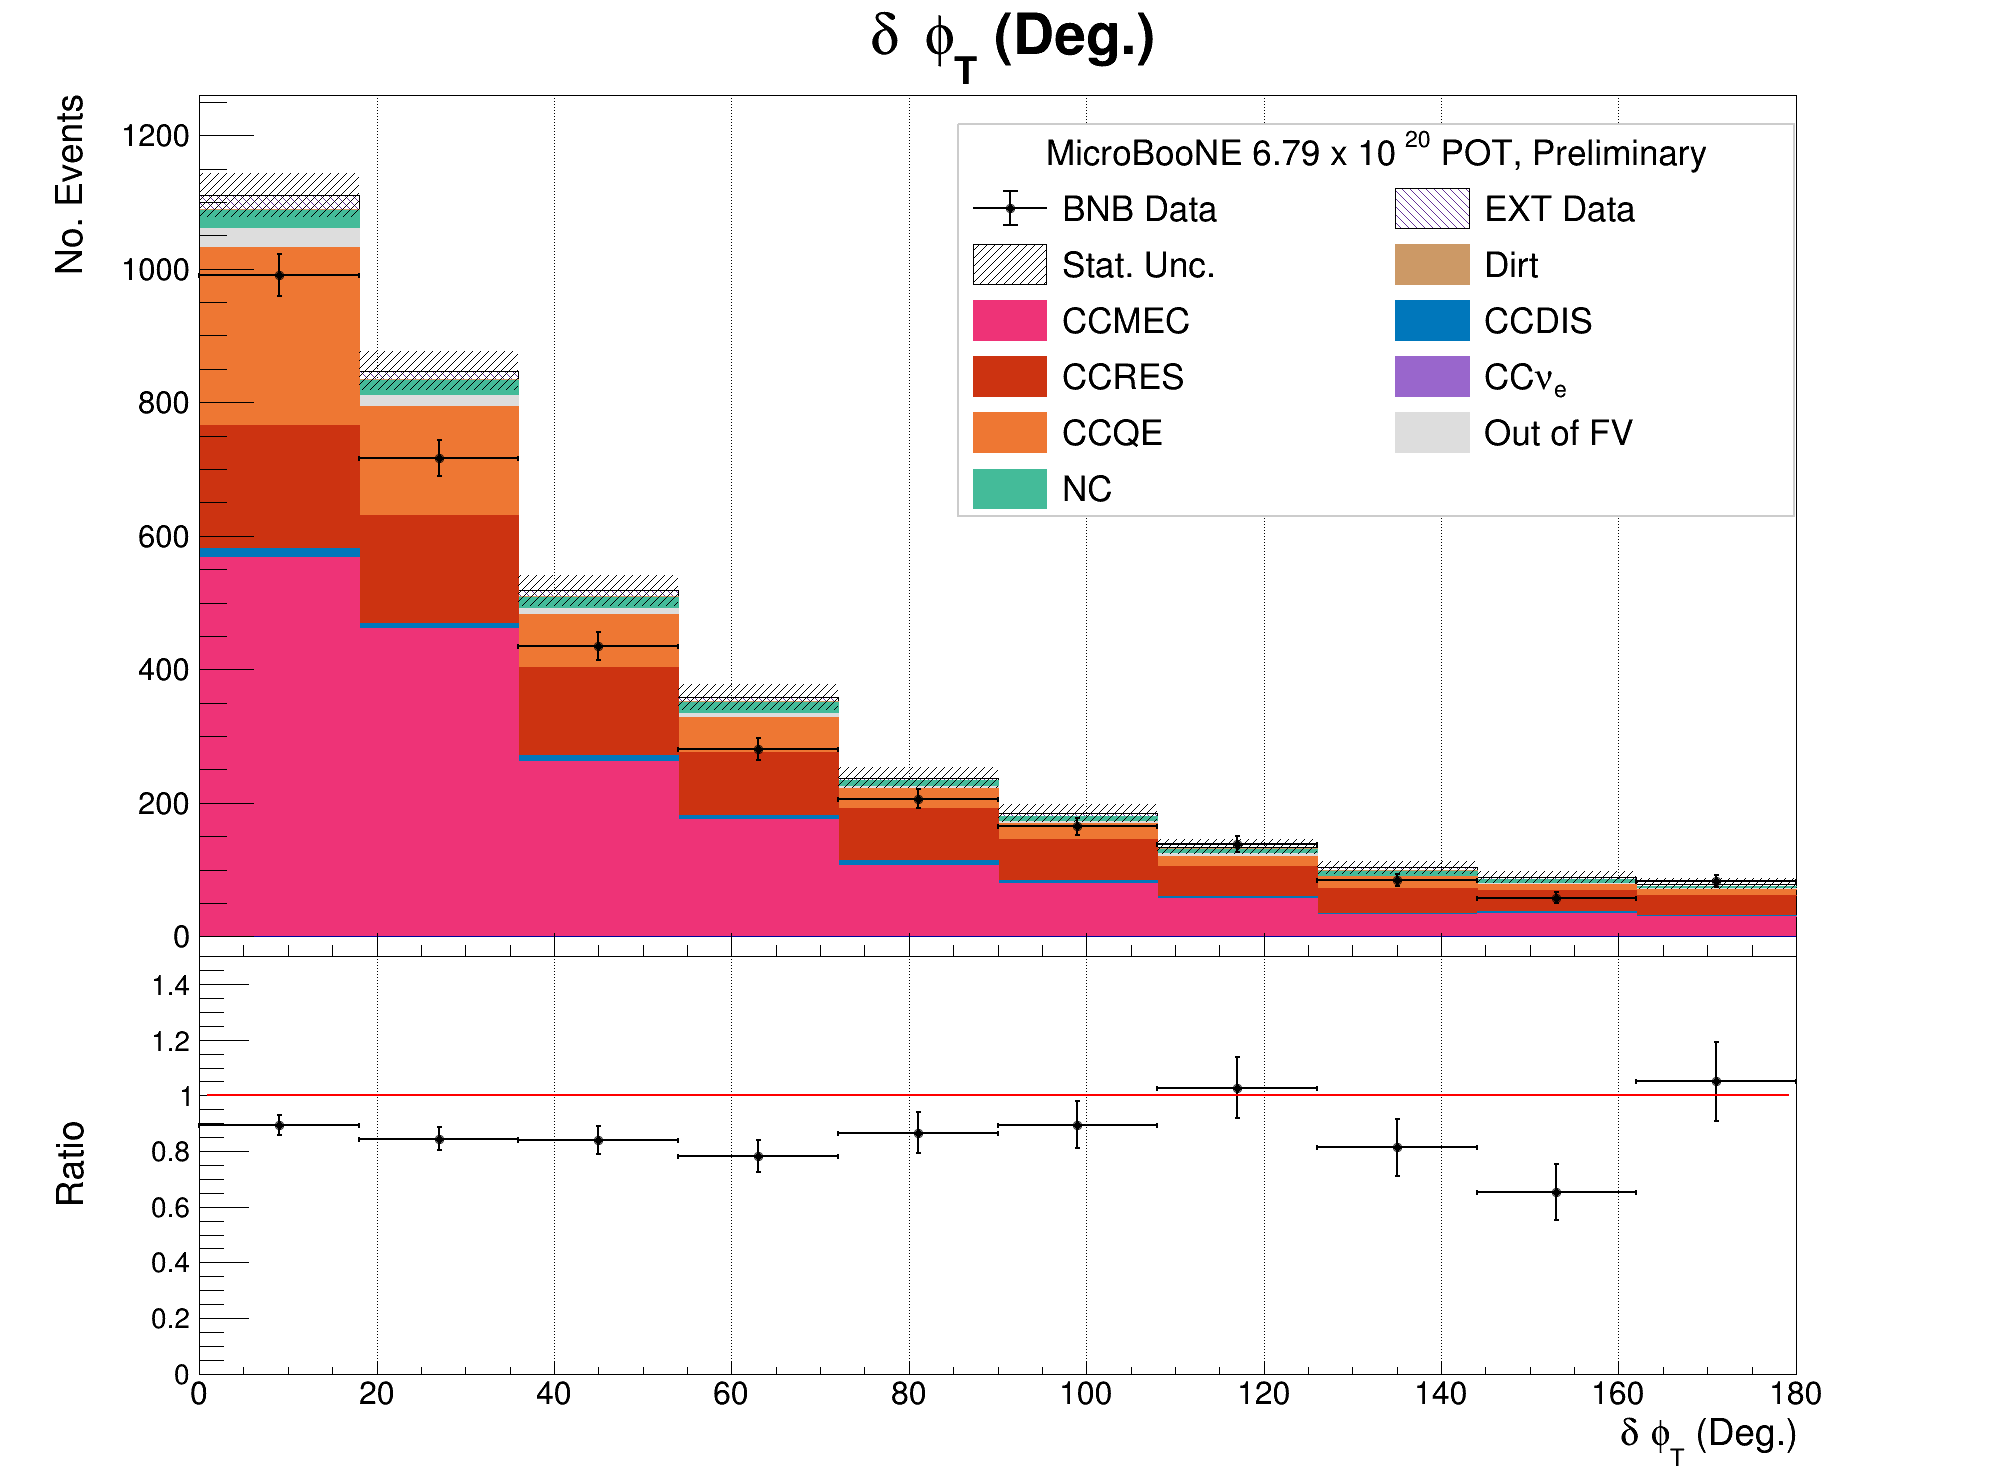 δ ϕT (Deg.)
No. Events
1200
1000
800
600
400
200
0
MicroBooNE 6.79 x 10 20 POT, Preliminary
BNB Data
EXT Data
Stat. Unc.
Dirt
CCMEC
CCDIS
CCRES
CCνe
CCQE
Out of FV
NC
Ratio
1.4
1.2
1
0.8
0.6
0.4
0.2
0
0 20 40 60 80 100 120 140 160 180
δ ϕT (Deg.)